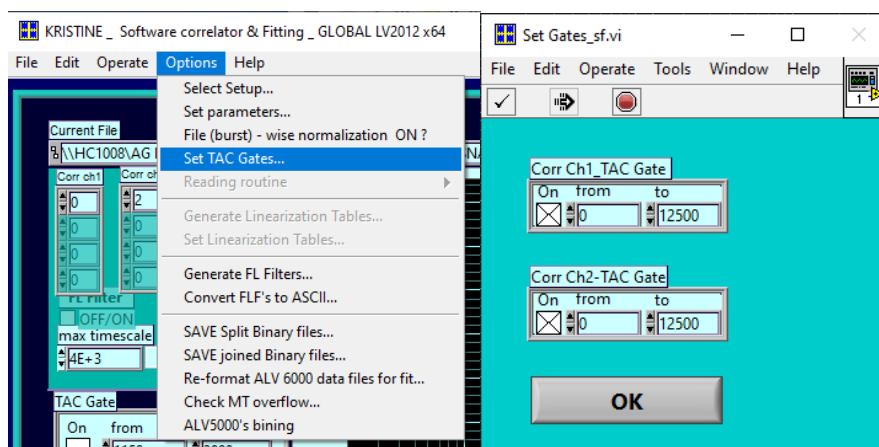 KRISTINE _ Software correlator & Fitting _ GLOBAL LV2012 x64
File Edit Operate Options Help
Select Setup...
Set parameters...
File (burst) - wise normalization ON ?
Set TAC Gates...
Reading routine
Generate Linearization Tables...
Set Linearization Tables...
Generate FL Filters...
Convert FLF's to ASCII...
SAVE Split Binary files...
SAVE joined Binary files...
Re-format ALV 6000 data files for fit...
Check MT overflow...
ALV5000's bining
Current File
\\HC1008\AG
Corr ch1 Corr ch
0 2
0 0
0 0
0 0
FL Filter
OFF/ON
max timescale
4E+3
TAC Gate
On from
Set Gates_sf.vi
File Edit Operate Tools Window Help
1
Corr Ch1_TAC Gate
On from to
0 12500
Corr Ch2-TAC Gate
On from to
0 12500
OK